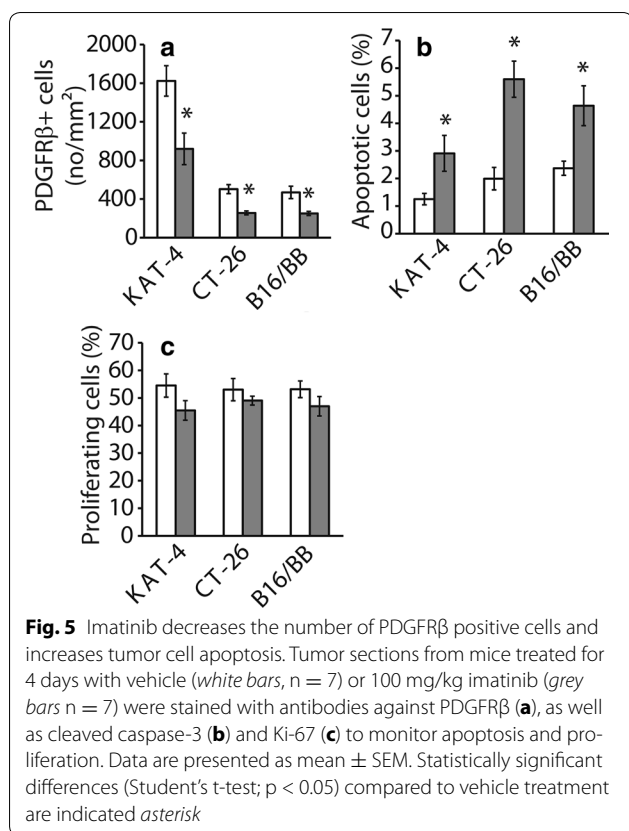 a
PDGFRβ+ cells
(no/mm²)
2000
1600
1200
800
400
0
*
*
*
KAT-4
CT-26
B16/BB
b
Apoptotic cells (%)
7
6
5
4
3
2
1
0
*
*
*
KAT-4
CT-26
B16/BB
c
Proliferating cells (%)
70
60
50
40
30
20
10
0
KAT-4
CT-26
B16/BB
Fig. 5 Imatinib decreases the number of PDGFRβ positive cells and
increases tumor cell apoptosis. Tumor sections from mice treated for
4 days with vehicle (white bars, n = 7) or 100 mg/kg imatinib (grey
bars n = 7) were stained with antibodies against PDGFRβ (a), as well
as cleaved caspase-3 (b) and Ki-67 (c) to monitor apoptosis and pro-
liferation. Data are presented as mean ± SEM. Statistically significant
differences (Student's t-test; p < 0.05) compared to vehicle treatment
are indicated asterisk